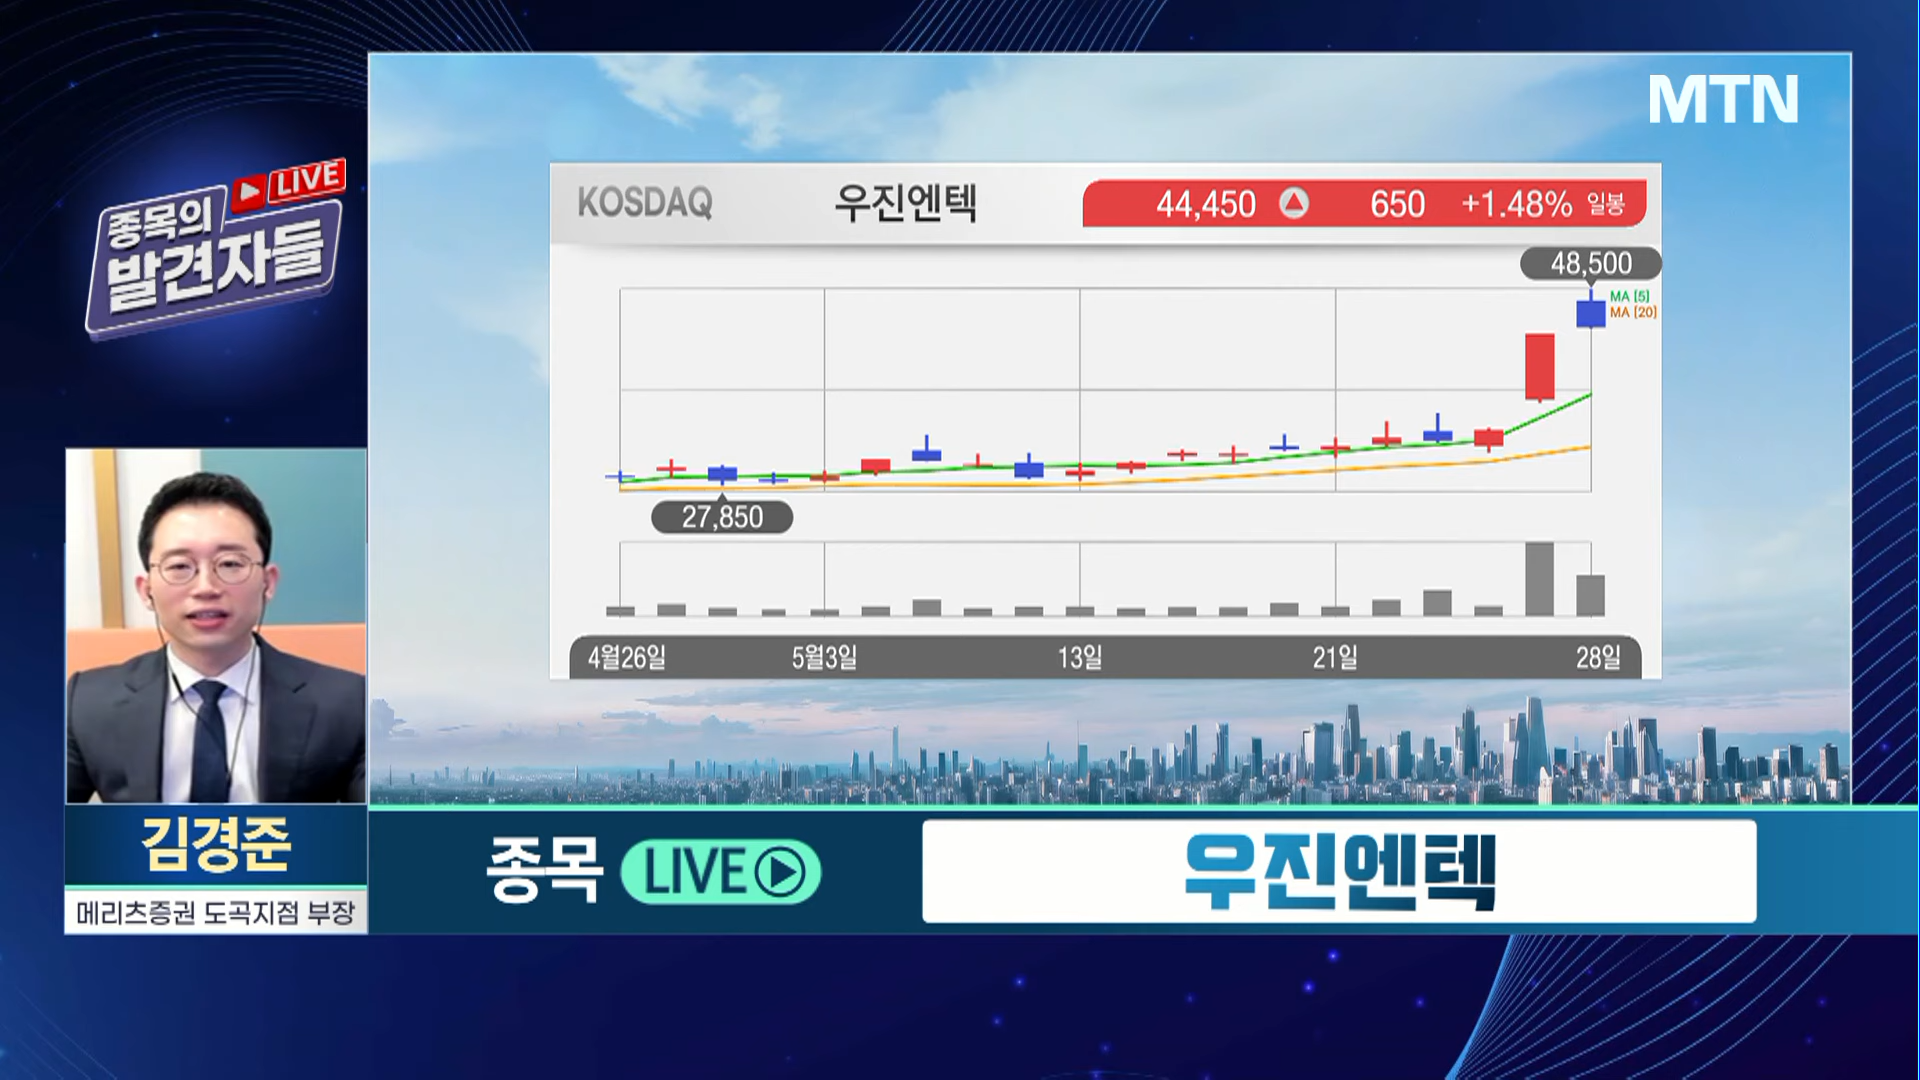 MTN
LIVE
종목의
발견자들
KOSDAQ 우진엔텍 44,450 650 +1.48% 일봉
48,500
MA [5]
MA [20]
27,850
4월26일 5월3일 13일 21일 28일
김경준
메리츠증권 도곡지점 부장
종목 LIVE 우진엔텍